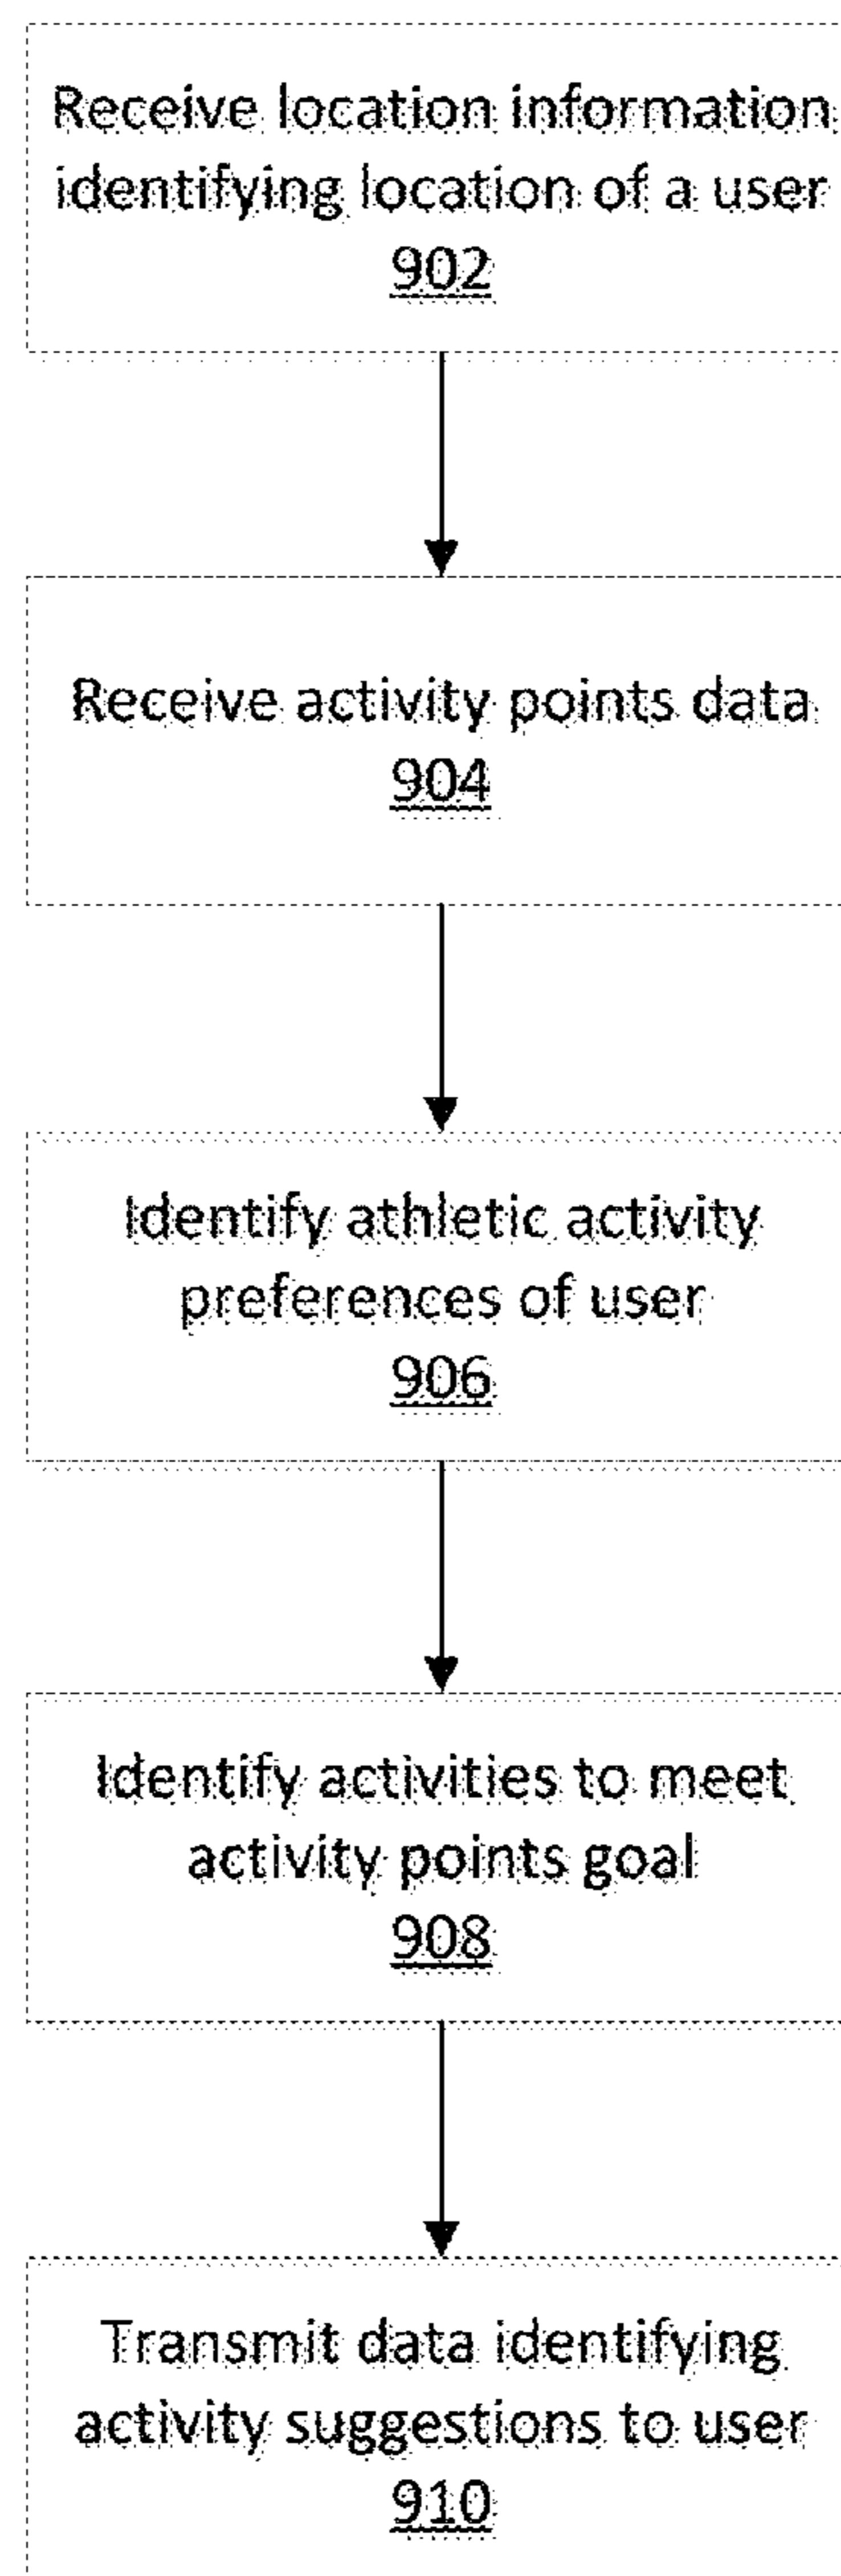 Receive location information
identifying location of a user
902
Receive activity points data
904
Identify athletic activity
preferences of user
906
Identify activities to meet
activity points goal
908
Transmit data identifying
activity suggestions to user
910